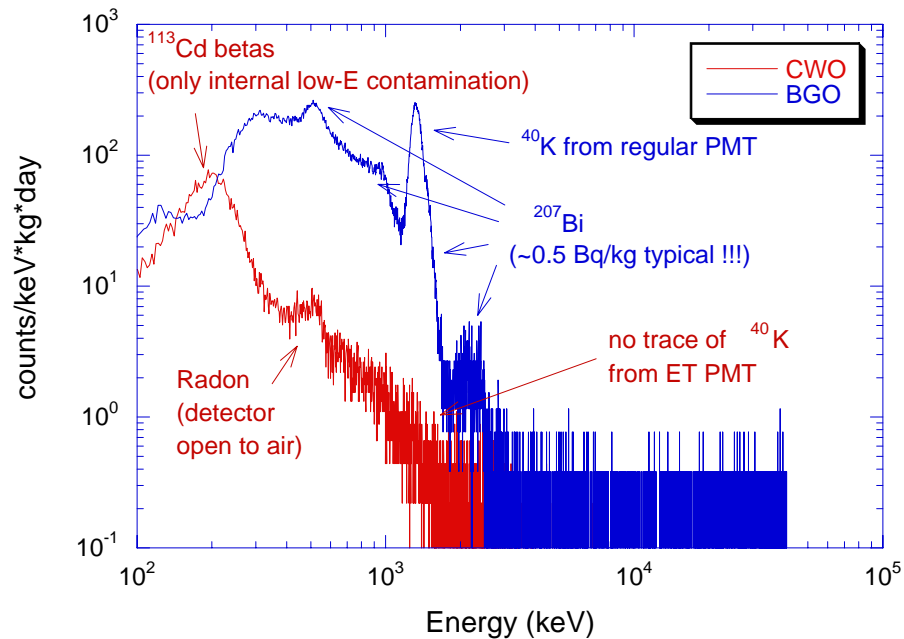 10³
¹¹³Cd betas
(only internal low-E contamination)
CWO
BGO
⁴⁰K from regular PMT
10²
²⁰⁷Bi
(~0.5 Bq/kg typical !!!)
counts/keV*kg*day
10¹
no trace of ⁴⁰K
from ET PMT
Radon
(detector
open to air)
10⁰
10⁻¹
10² 10³ 10⁴ 10⁵
Energy (keV)